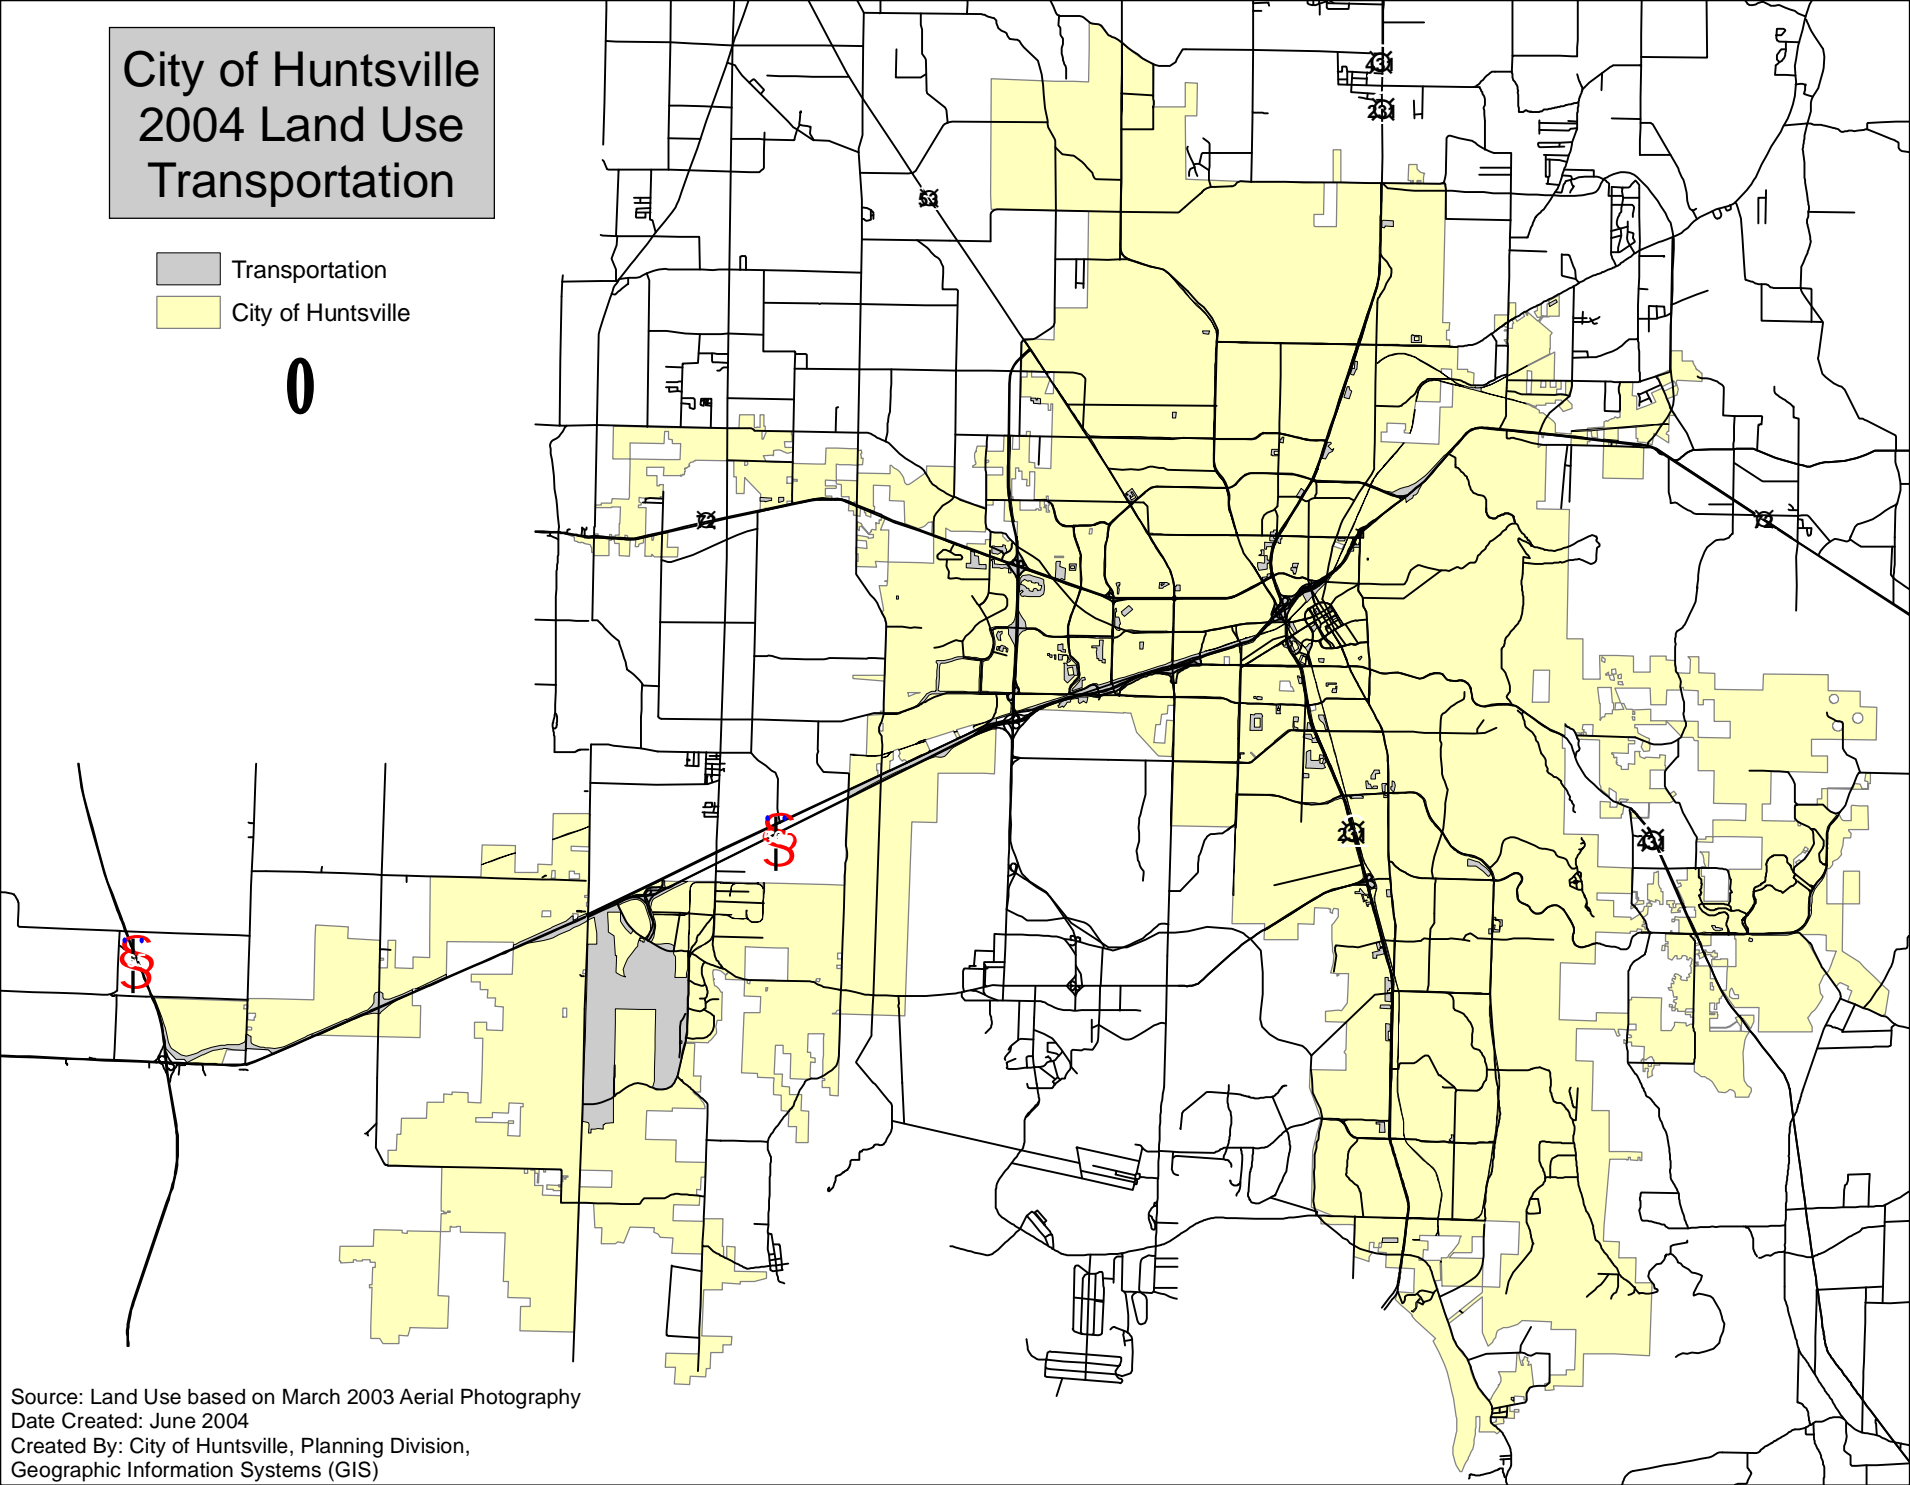 City of Huntsville
2004 Land Use
Transportation
Transportation
City of Huntsville
0
431
231
53
72
72
231
431
Source: Land Use based on March 2003 Aerial Photography
Date Created: June 2004
Created By: City of Huntsville, Planning Division,
Geographic Information Systems (GIS)